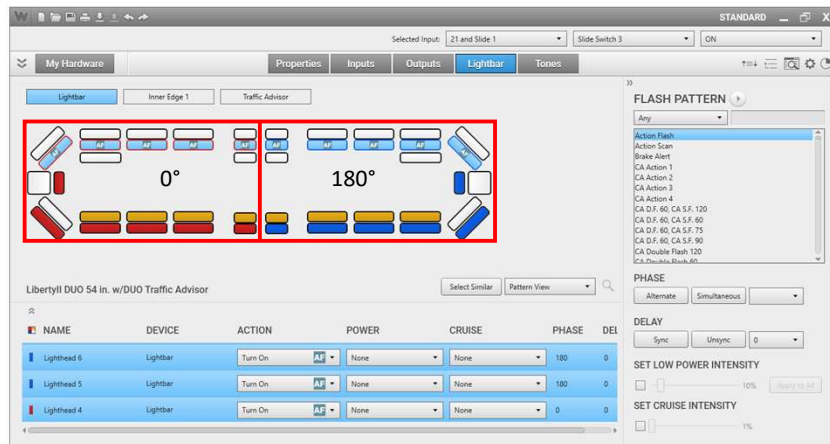 STANDARD
Selected Input: 21 and Slide 1 Slide Switch 3 ON
My Hardware Properties Inputs Outputs Lightbar Tones
Lightbar Inner Edge 1 Traffic Advisor
AF AF AF AF AF AF AF AF AF AF
0° 180°
LibertyII DUO 54 in. w/DUO Traffic Advisor Select Similar Pattern View
NAME DEVICE ACTION POWER CRUISE PHASE DEL
Lighthead 6 Lightbar Turn On AF None None 180 0
Lighthead 5 Lightbar Turn On AF None None 180 0
Lighthead 4 Lightbar Turn On AF None None 0 0
FLASH PATTERN
Any
Action Flash
Action Scan
Brake Alert
CA Action 1
CA Action 2
CA Action 3
CA Action 4
CA D.F. 60, CA S.F. 120
CA D.F. 60, CA S.F. 60
CA D.F. 60, CA S.F. 75
CA D.F. 60, CA S.F. 90
CA Double Flash 120
CA Double Flash 60
PHASE
Alternate Simultaneous
DELAY
Sync Unsync 0
SET LOW POWER INTENSITY
10% Apply to All
SET CRUISE INTENSITY
1%